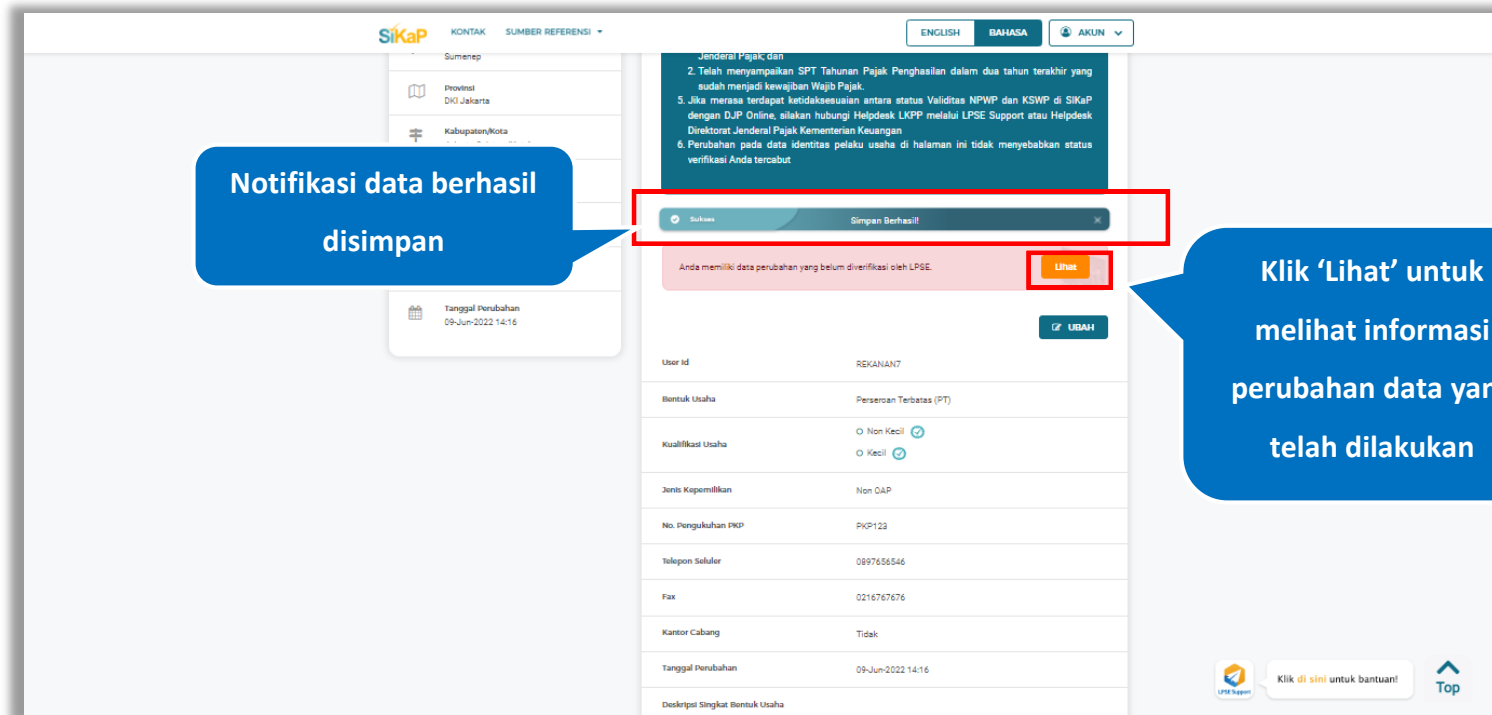 SiKaP
KONTAK
SUMBER REFERENSI
ENGLISH
BAHASA
AKUN
Sumenep
Provinsi
DKI Jakarta
Kabupaten/Kota
Tanggal Perubahan
09-Jun-2022 14:16
Jenderal Pajak; dan
2. Telah menyampaikan SPT Tahunan Pajak Penghasilan dalam dua tahun terakhir yang
sudah menjadi kewajiban Wajib Pajak.
5. Jika merasa terdapat ketidaksesuaian antara status Validitas NPWP dan KSWP di SIKaP
dengan DJP Online, silakan hubungi Helpdesk LKPP melalui LPSE Support atau Helpdesk
Direktorat Jenderal Pajak Kementerian Keuangan
6. Perubahan pada data identitas pelaku usaha di halaman ini tidak menyebabkan status
verifikasi Anda tercabut
Notifikasi data berhasil
disimpan
Sukses
Simpan Berhasil!
Anda memiliki data perubahan yang belum diverifikasi oleh LPSE.
Lihat
Klik ‘Lihat’ untuk
melihat informasi
perubahan data
telah dilakukan
UBAH
User Id
REKANAN7
Bentuk Usaha
Perseroan Terbatas (PT)
Kualifikasi Usaha
Non Kecil
Kecil
Jenis Kepemilikan
Non OAP
No. Pengukuhan PKP
PKP123
Telepon Seluler
0897656546
Fax
0216767676
Kantor Cabang
Tidak
Tanggal Perubahan
09-Jun-2022 14:16
Deskripsi Singkat Bentuk Usaha
LPSE Support
Klik di sini untuk bantuan!
Top